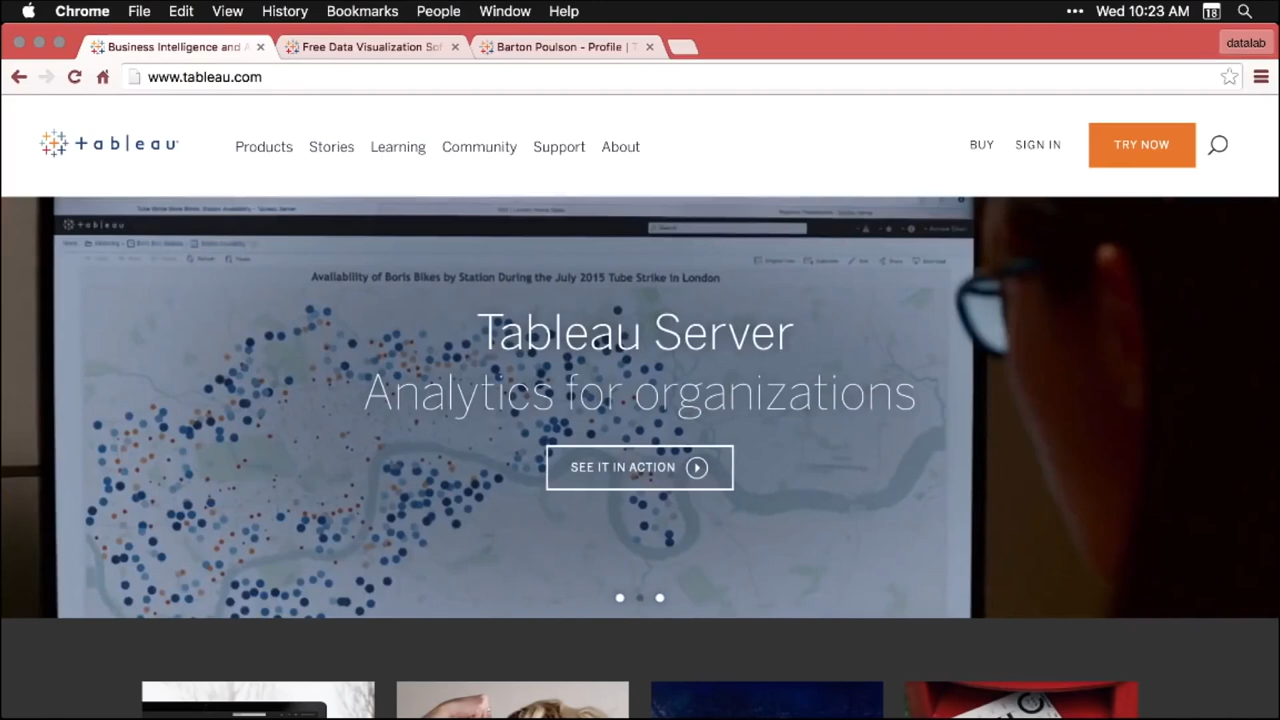 Chrome File Edit View History Bookmarks People Window Help ••• Wed 10:23 AM 18
Business Intelligence and A Free Data Visualization Sof Barton Poulson - Profile | T datalab
www.tableau.com
tableau Products Stories Learning Community Support About BUY SIGN IN TRY NOW
tableau Search
Availability of Boris Bikes by Station During the July 2015 Tube Strike in London
Tableau Server
Analytics for organizations
SEE IT IN ACTION